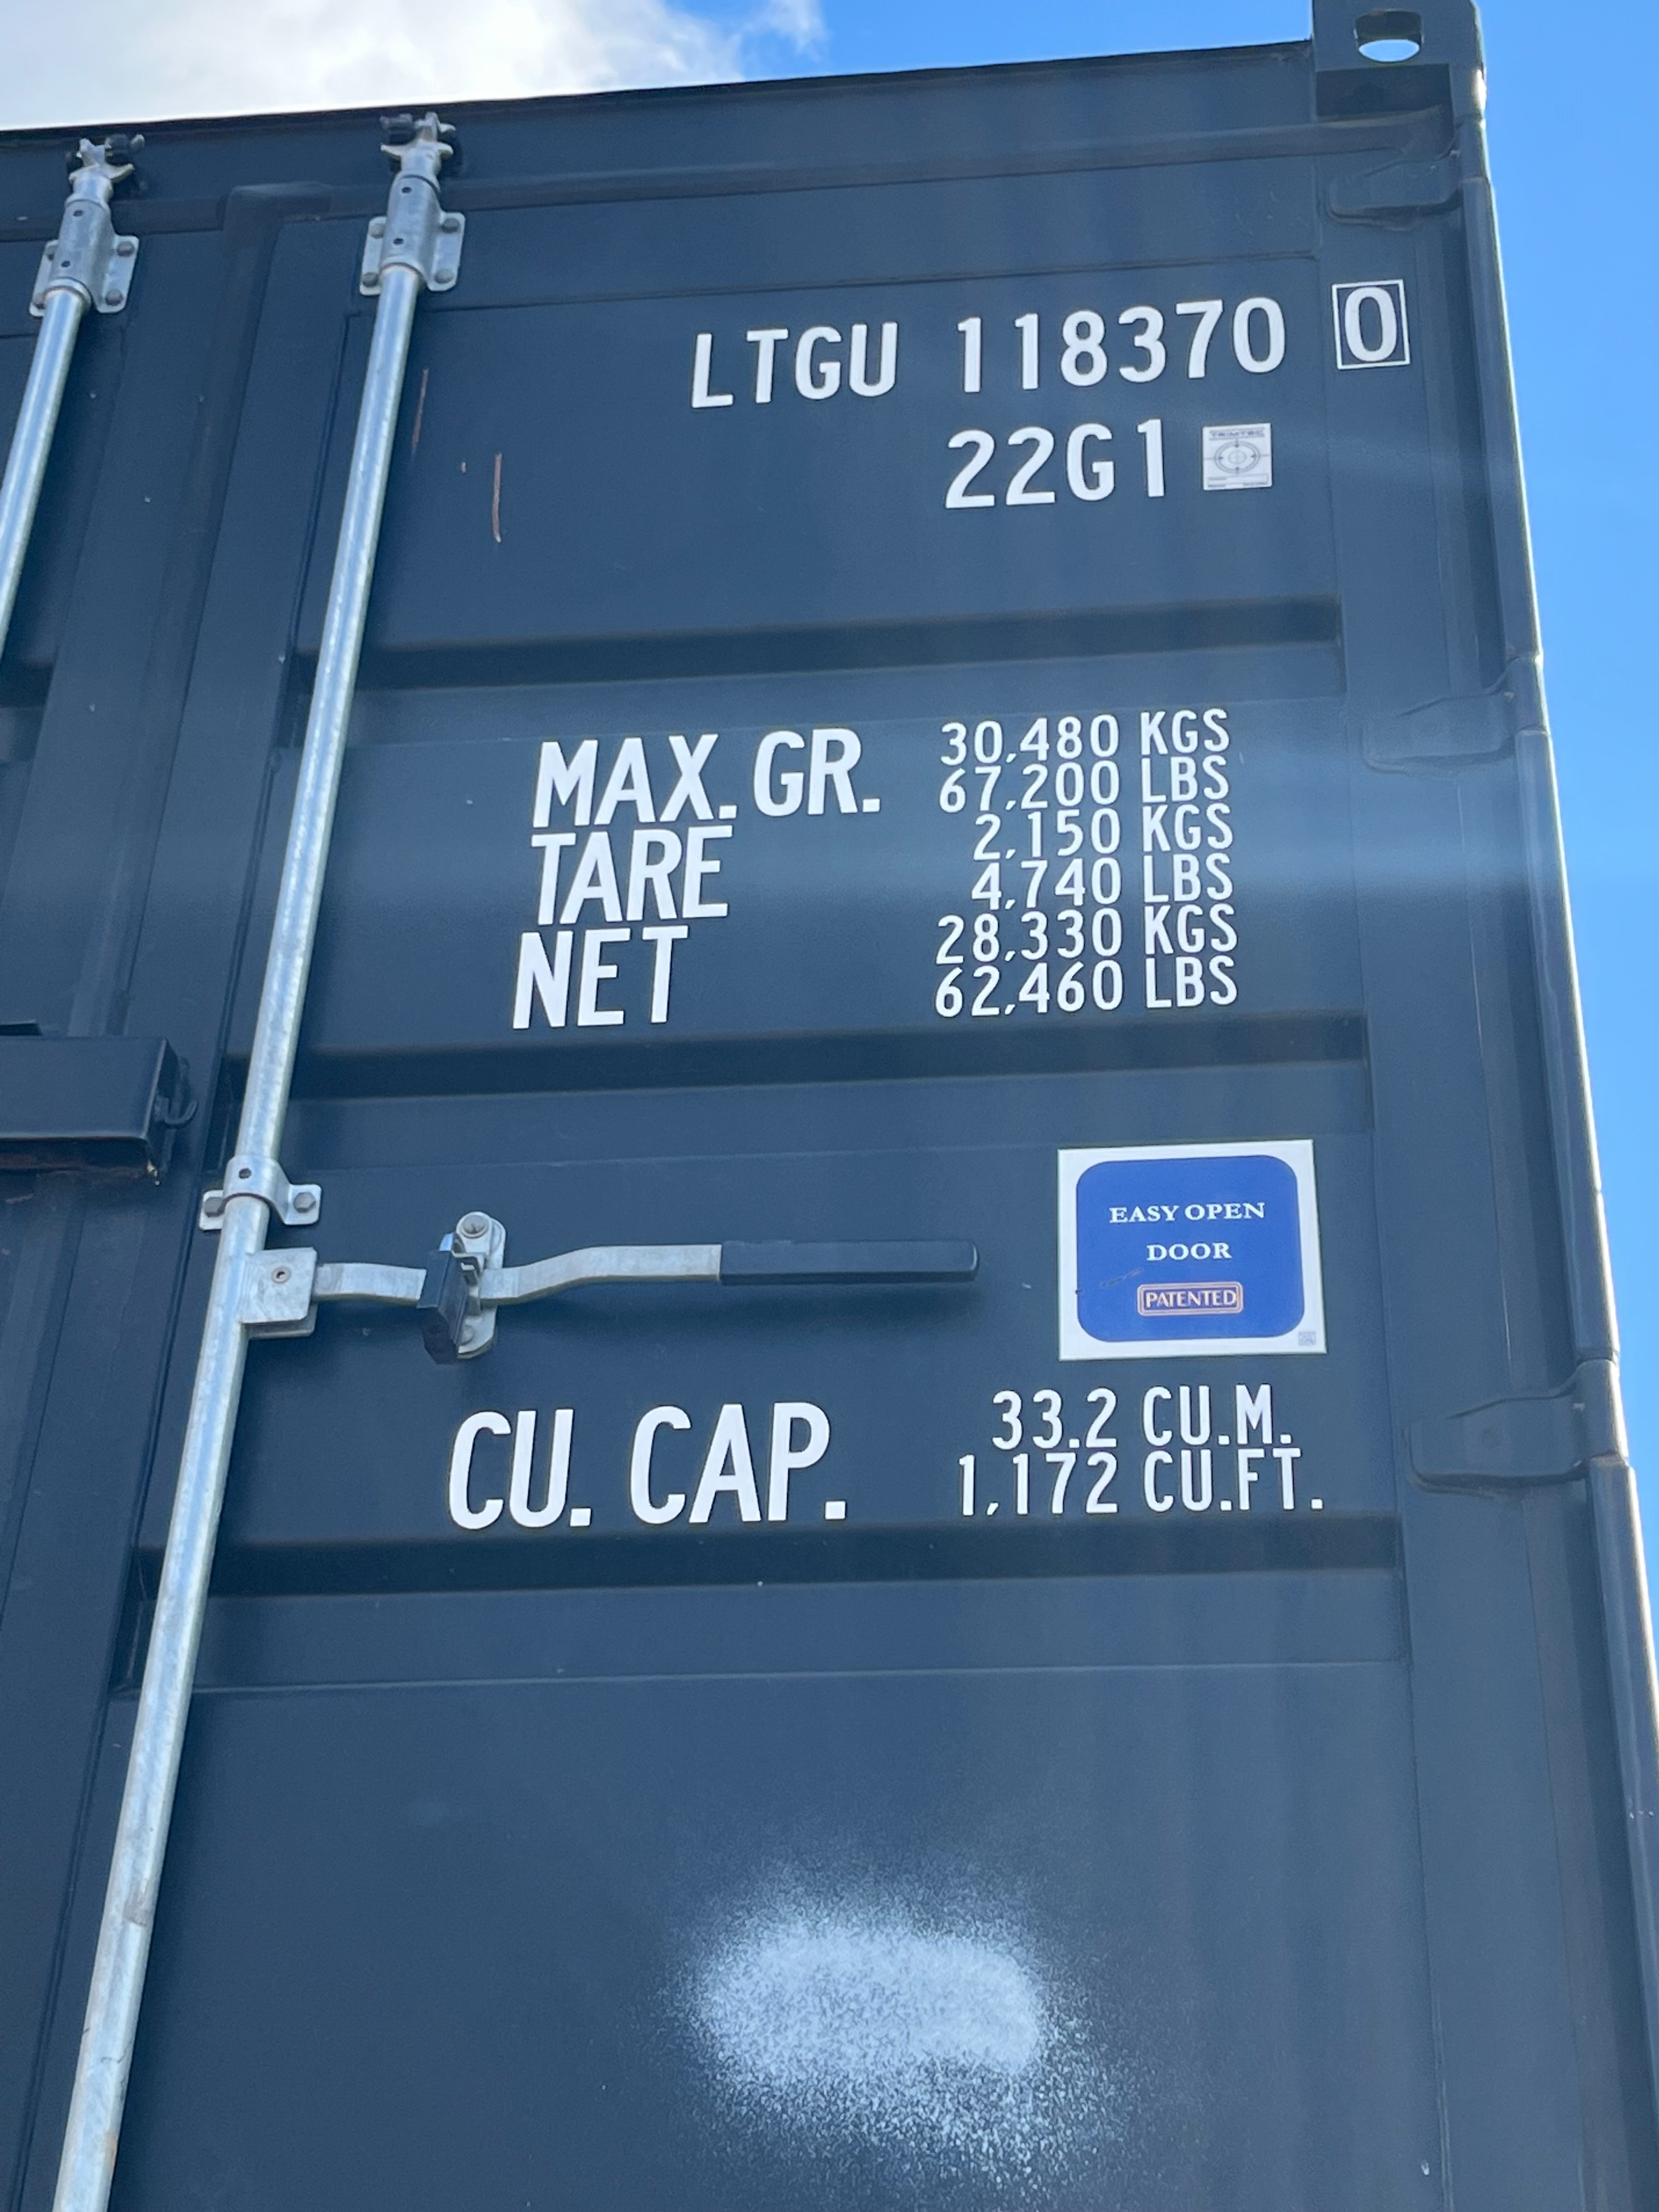 LTGU 118370 0
22G1
TRIMTEC
MAX.GR. 30,480 KGS
67,200 LBS
TARE 2,150 KGS
4,740 LBS
NET 28,330 KGS
62,460 LBS
EASY OPEN
DOOR
PATENTED
CU. CAP. 33.2 CU.M.
1,172 CU.FT.